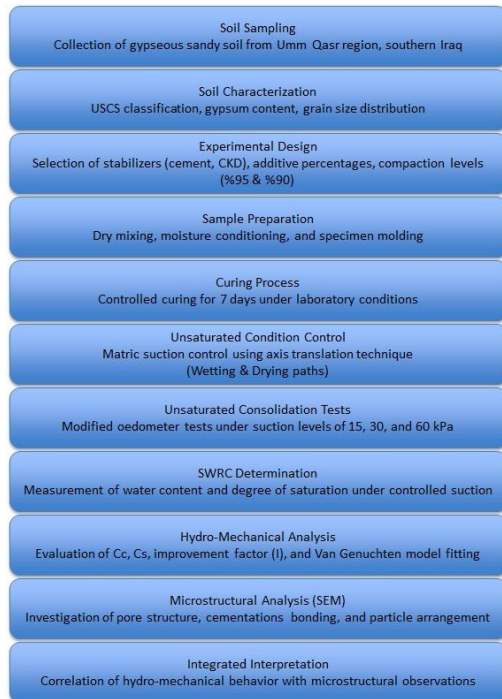 Soil Sampling
Collection of gypseous sandy soil from Umm Qasr region, southern Iraq
Soil Characterization
USCS classification, gypsum content, grain size distribution
Experimental Design
Selection of stabilizers (cement, CKD), additive percentages, compaction levels
(%95 & %90)
Sample Preparation
Dry mixing, moisture conditioning, and specimen molding
Curing Process
Controlled curing for 7 days under laboratory conditions
Unsaturated Condition Control
Matric suction control using axis translation technique
(Wetting & Drying paths)
Unsaturated Consolidation Tests
Modified oedometer tests under suction levels of 15, 30, and 60 kPa
SWRC Determination
Measurement of water content and degree of saturation under controlled suction
Hydro-Mechanical Analysis
Evaluation of Cc, Cs, improvement factor (I), and Van Genuchten model fitting
Microstructural Analysis (SEM)
Investigation of pore structure, cementations bonding, and particle arrangement
Integrated Interpretation
Correlation of hydro-mechanical behavior with microstructural observations